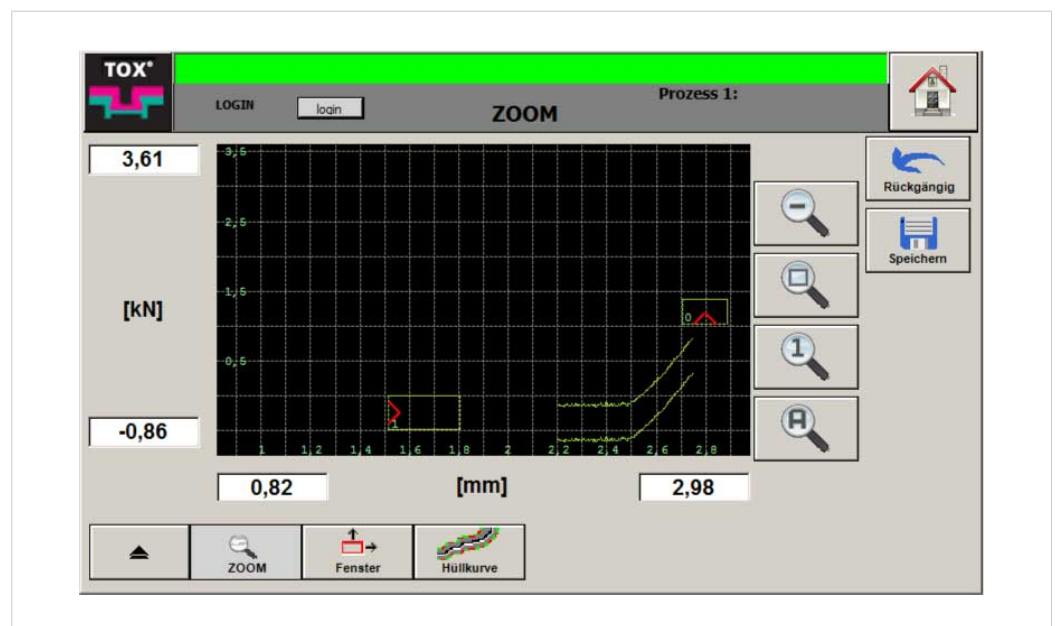 TOX®
LOGIN
login
ZOOM
Prozess 1:
3,61
[kN]
-0,86
3,5
2,5
1,5
0,5
0
1
1
1,2
1,4
1,6
1,8
2
2,2
2,4
2,6
2,8
0,82
[mm]
2,98
1
A
Rückgängig
Speichern
ZOOM
Fenster
Hüllkurve